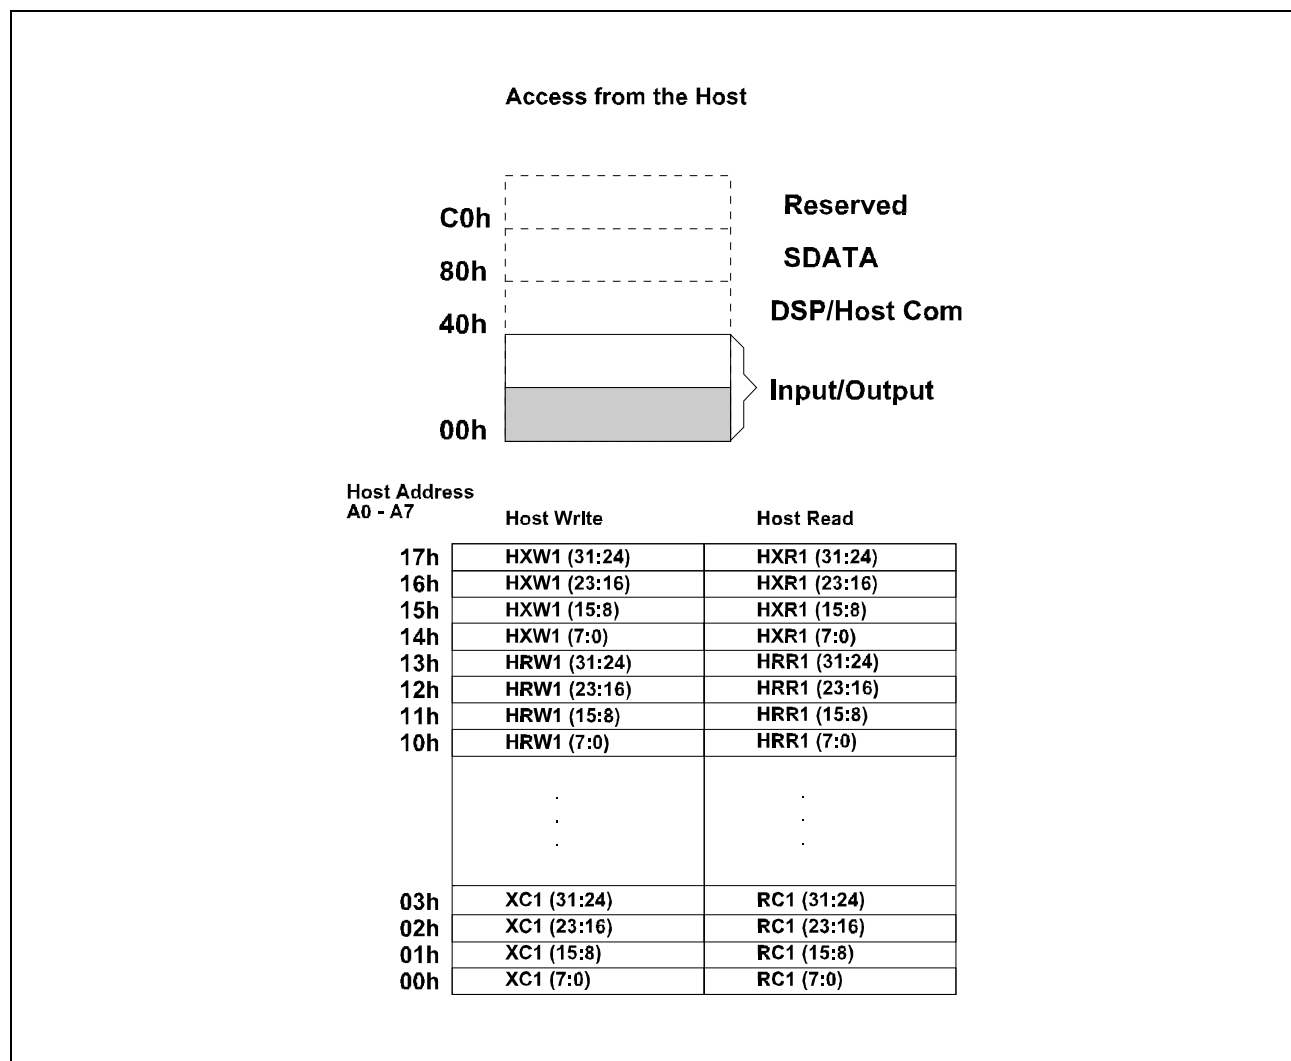 Access from the Host
C0h Reserved
80h SDATA
40h DSP/Host Com
Input/Output
00h
Host Address
A0 - A7 Host Write Host Read
17h HXW1 (31:24) HXR1 (31:24)
16h HXW1 (23:16) HXR1 (23:16)
15h HXW1 (15:8) HXR1 (15:8)
14h HXW1 (7:0) HXR1 (7:0)
13h HRW1 (31:24) HRR1 (31:24)
12h HRW1 (23:16) HRR1 (23:16)
11h HRW1 (15:8) HRR1 (15:8)
10h HRW1 (7:0) HRR1 (7:0)
. .
. .
. .
03h XC1 (31:24) RC1 (31:24)
02h XC1 (23:16) RC1 (23:16)
01h XC1 (15:8) RC1 (15:8)
00h XC1 (7:0) RC1 (7:0)